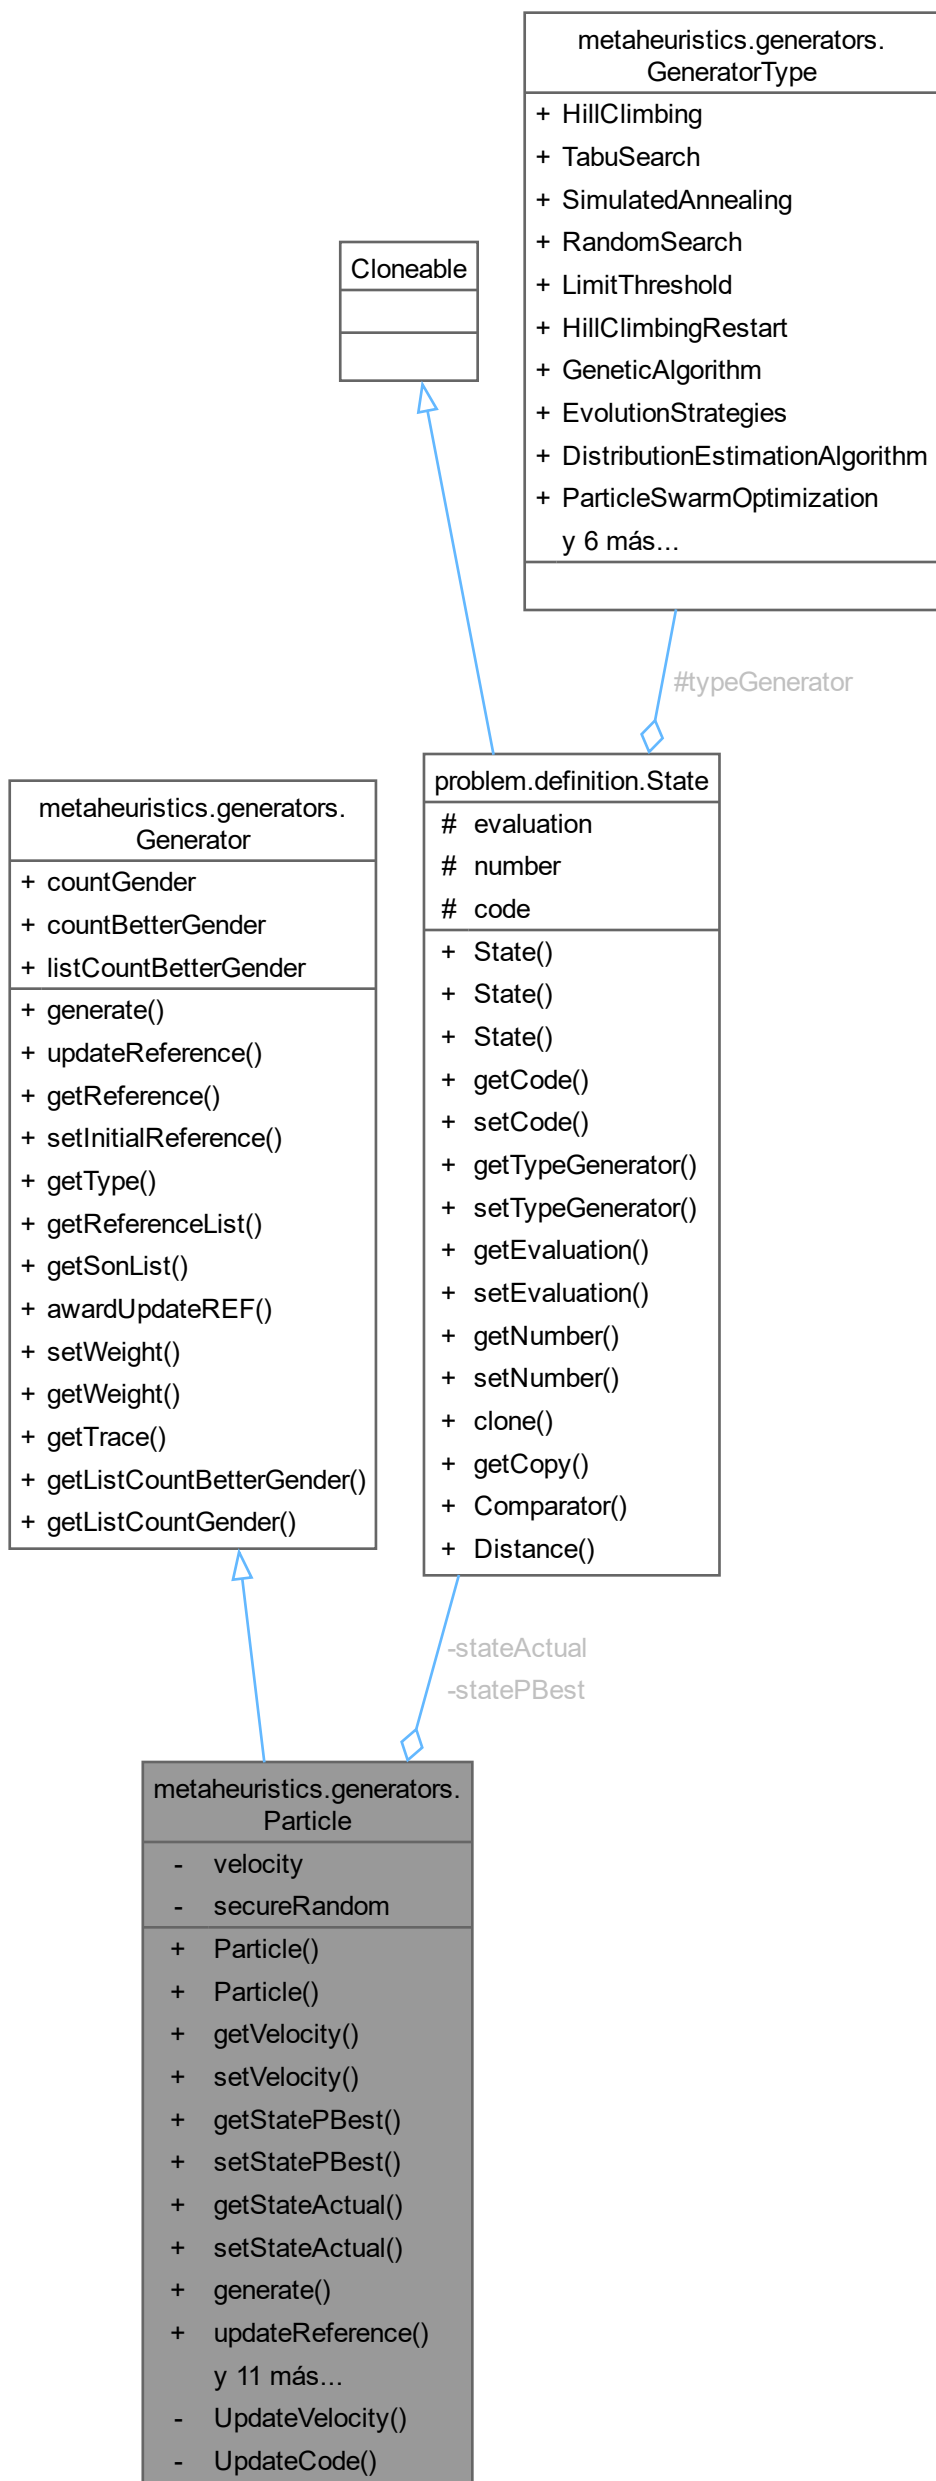 metaheuristics.generators.
GeneratorType
+ HillClimbing
+ TabuSearch
+ SimulatedAnnealing
+ RandomSearch
+ LimitThreshold
+ HillClimbingRestart
+ GeneticAlgorithm
+ EvolutionStrategies
+ DistributionEstimationAlgorithm
+ ParticleSwarmOptimization
y 6 más...
Cloneable
#typeGenerator
problem.definition.State
# evaluation
# number
# code
+ State()
+ State()
+ State()
+ getCode()
+ setCode()
+ getTypeGenerator()
+ setTypeGenerator()
+ getEvaluation()
+ setEvaluation()
+ getNumber()
+ setNumber()
+ clone()
+ getCopy()
+ Comparator()
+ Distance()
metaheuristics.generators.
Generator
+ countGender
+ countBetterGender
+ listCountBetterGender
+ generate()
+ updateReference()
+ getReference()
+ setInitialReference()
+ getType()
+ getReferenceList()
+ getSonList()
+ awardUpdateREF()
+ setWeight()
+ getWeight()
+ getTrace()
+ getListCountBetterGender()
+ getListCountGender()
-stateActual
-statePBest
metaheuristics.generators.
Particle
- velocity
- secureRandom
+ Particle()
+ Particle()
+ getVelocity()
+ setVelocity()
+ getStatePBest()
+ setStatePBest()
+ getStateActual()
+ setStateActual()
+ generate()
+ updateReference()
y 11 más...
- UpdateVelocity()
- UpdateCode()